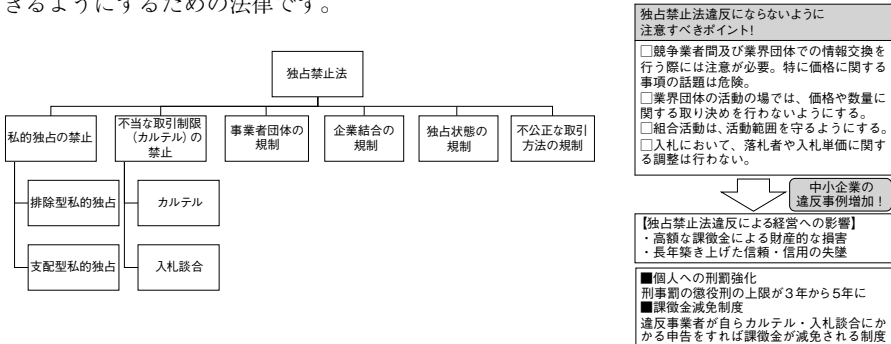 きるようにするための法律です。
独占禁止法
私的独占の禁止
不当な取引制限
（カルテル）の
禁止
事業者団体の
規制
企業結合の
規制
独占状態の
規制
不公正な取引
方法の規制
排除型私的独占
カルテル
支配型私的独占
入札談合
独占禁止法違反にならないように
注意すべきポイント！
□競争業者間及び業界団体での情報交換を
行う際には注意が必要。特に価格に関する
事項の話題は危険。
□業界団体の活動の場では、価格や数量に
関する取り決めを行わないようにする。
□組合活動は、活動範囲を守るようにする。
□入札において、落札者や入札単価に関す
る調整は行わない。
中小企業の
違反事例増加！
【独占禁止法違反による経営への影響】
・高額な課徴金による財産的な損害
・長年築き上げた信頼・信用の失墜
■個人への刑罰強化
刑事罰の懲役刑の上限が３年から5年に
■課徴金減免制度
違反事業者が自らカルテル・入札談合にか
かる申告をすれば課徴金が減免される制度